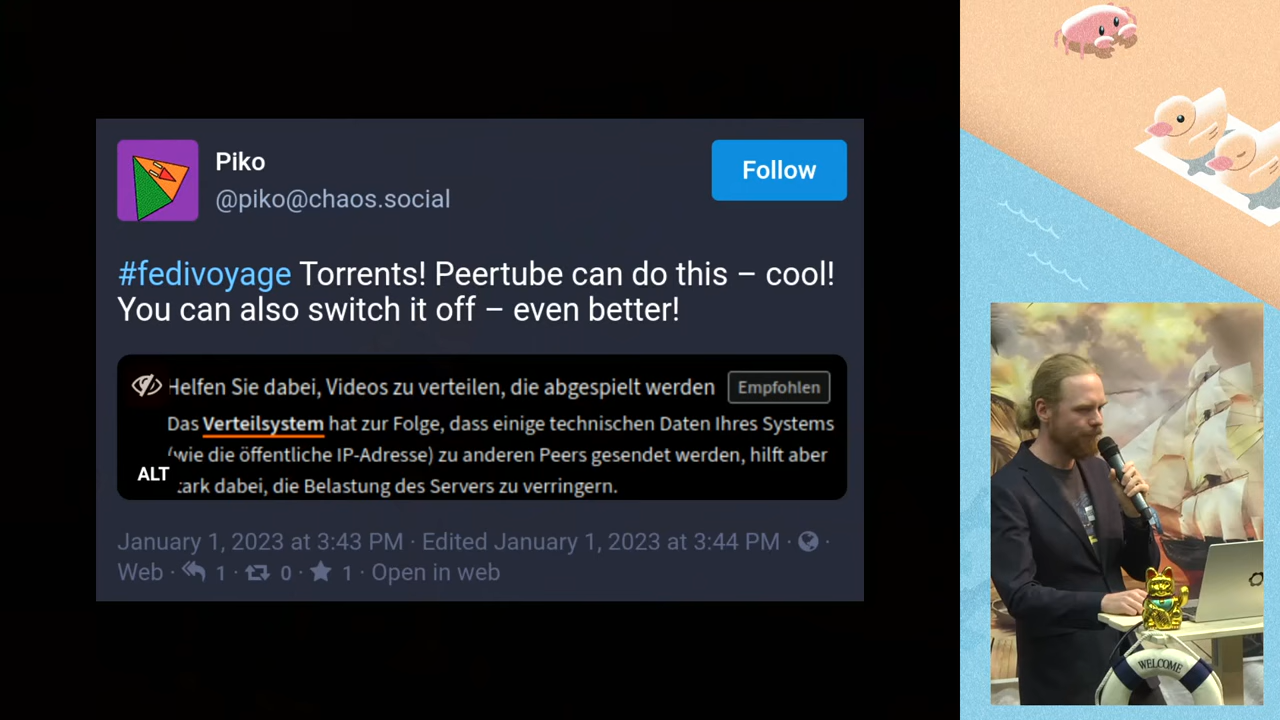 Piko
@piko@chaos.social
Follow
#fedivoyage Torrents! Peertube can do this – cool!
You can also switch it off – even better!
Helfen Sie dabei, Videos zu verteilen, die abgespielt werden
Empfohlen
Das Verteilsystem hat zur Folge, dass einige technischen Daten Ihres Systems
(wie die öffentliche IP-Adresse) zu anderen Peers gesendet werden, hilft aber
ALT
tark dabei, die Belastung des Servers zu verringern.
January 1, 2023 at 3:43 PM · Edited January 1, 2023 at 3:44 PM ·
Web · 1 · 0 · 1 · Open in web
WELCOME